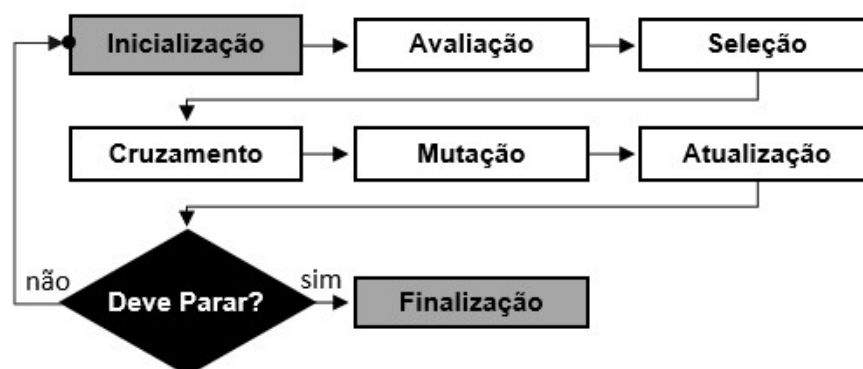 Inicialização
Avaliação
Seleção
Cruzamento
Mutação
Atualização
não
Deve Parar?
sim
Finalização